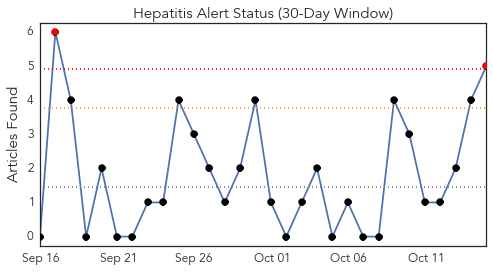 Hepatitis Alert Status (30-Day Window)
Articles Found
6
5
4
3
2
1
0
Sep 16 Sep 21 Sep 26 Oct 01 Oct 06 Oct 11